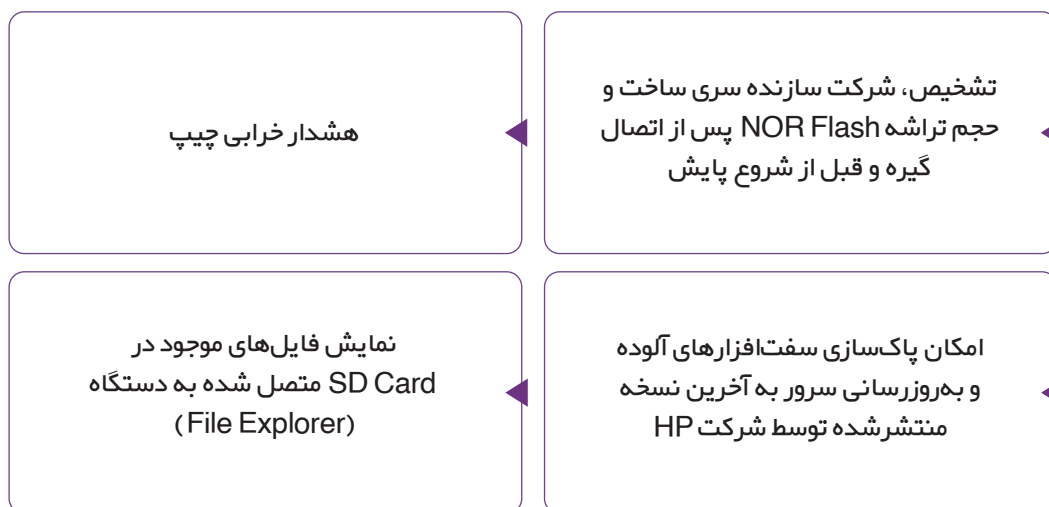 تشخیص، شرکت سازنده سری ساخت و
حجم تراشه NOR Flash پس از اتصال
گیره و قبل از شروع پایش
هشدار خرابی چیپ
امکان پاک‌سازی سفت‌افزارهای آلوده
و به‌روزرسانی سرور به آخرین نسخه
منتشرشده توسط شرکت HP
نمایش فایل‌های موجود در
SD Card متصل شده به دستگاه
(File Explorer)